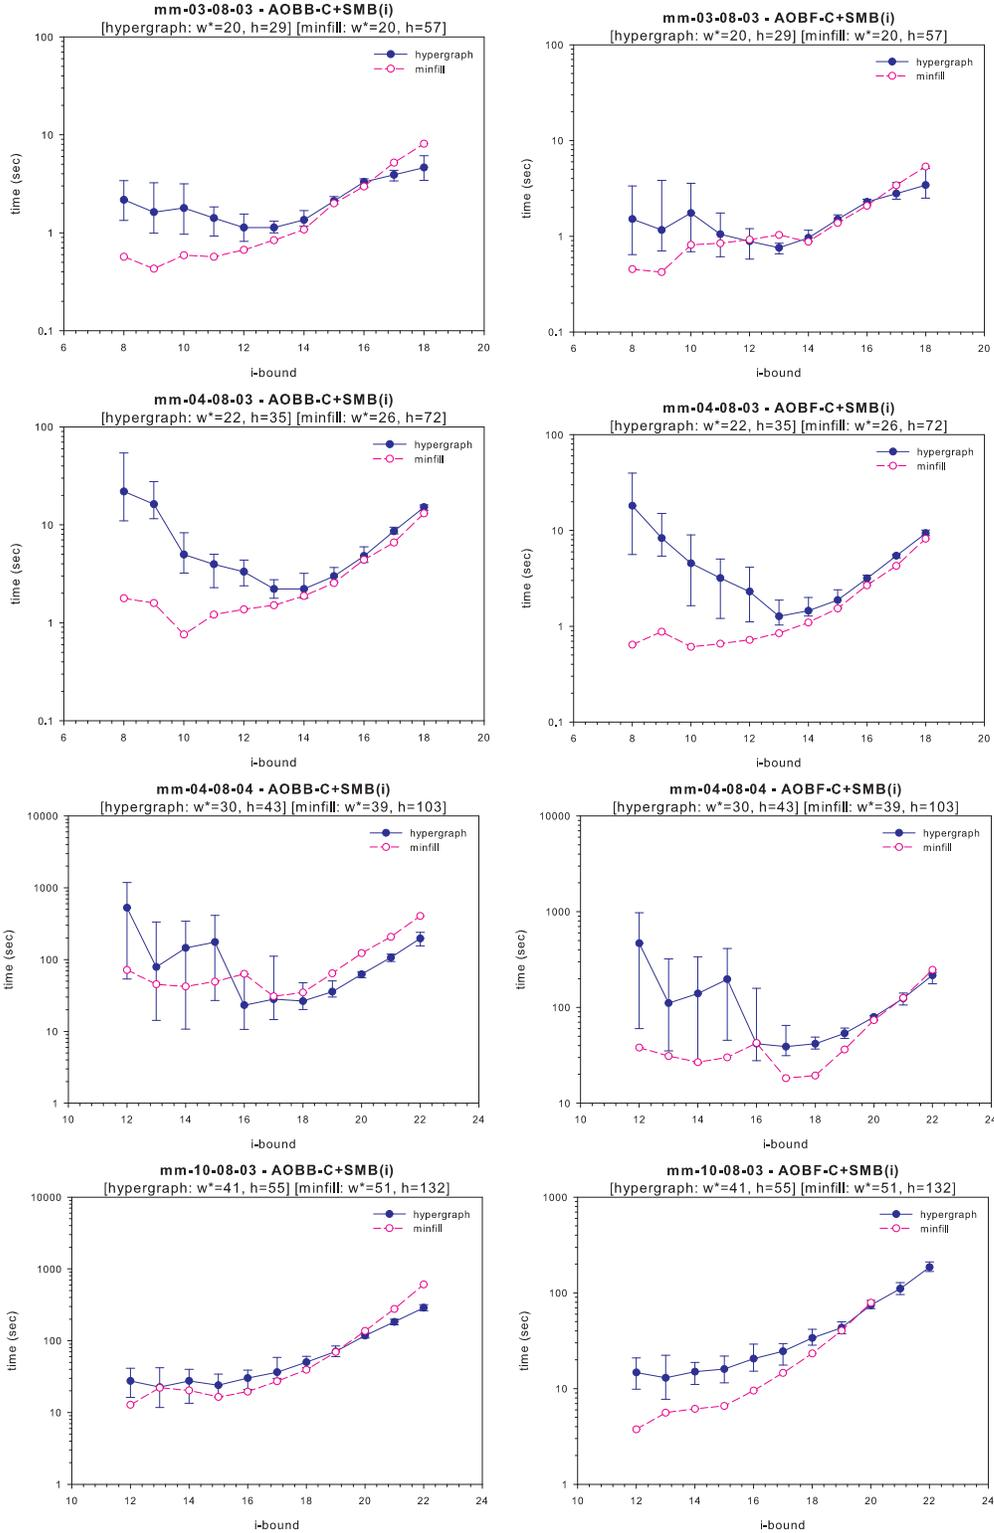 mm-03-08-03 - AOBB-C+SMB(i)
[hypergraph: w*=20, h=29] [minfill: w*=20, h=57]
100
10
1
0.1
time (sec)
hypergraph
minfill
6 8 10 12 14 16 18 20
i-bound
mm-03-08-03 - AOBF-C+SMB(i)
[hypergraph: w*=20, h=29] [minfill: w*=20, h=57]
100
10
1
0.1
time (sec)
hypergraph
minfill
6 8 10 12 14 16 18 20
i-bound
mm-04-08-03 - AOBB-C+SMB(i)
[hypergraph: w*=22, h=35] [minfill: w*=26, h=72]
100
10
1
0.1
time (sec)
hypergraph
minfill
6 8 10 12 14 16 18 20
i-bound
mm-04-08-03 - AOBF-C+SMB(i)
[hypergraph: w*=22, h=35] [minfill: w*=26, h=72]
100
10
1
0.1
time (sec)
hypergraph
minfill
6 8 10 12 14 16 18 20
i-bound
mm-04-08-04 - AOBB-C+SMB(i)
[hypergraph: w*=30, h=43] [minfill: w*=39, h=103]
10000
1000
100
10
1
time (sec)
hypergraph
minfill
10 12 14 16 18 20 22 24
i-bound
mm-04-08-04 - AOBF-C+SMB(i)
[hypergraph: w*=30, h=43] [minfill: w*=39, h=103]
10000
1000
100
10
time (sec)
hypergraph
minfill
10 12 14 16 18 20 22 24
i-bound
mm-10-08-03 - AOBB-C+SMB(i)
[hypergraph: w*=41, h=55] [minfill: w*=51, h=132]
10000
1000
100
10
1
time (sec)
hypergraph
minfill
10 12 14 16 18 20 22 24
i-bound
mm-10-08-03 - AOBF-C+SMB(i)
[hypergraph: w*=41, h=55] [minfill: w*=51, h=132]
1000
100
10
1
time (sec)
hypergraph
minfill
10 12 14 16 18 20 22 24
i-bound